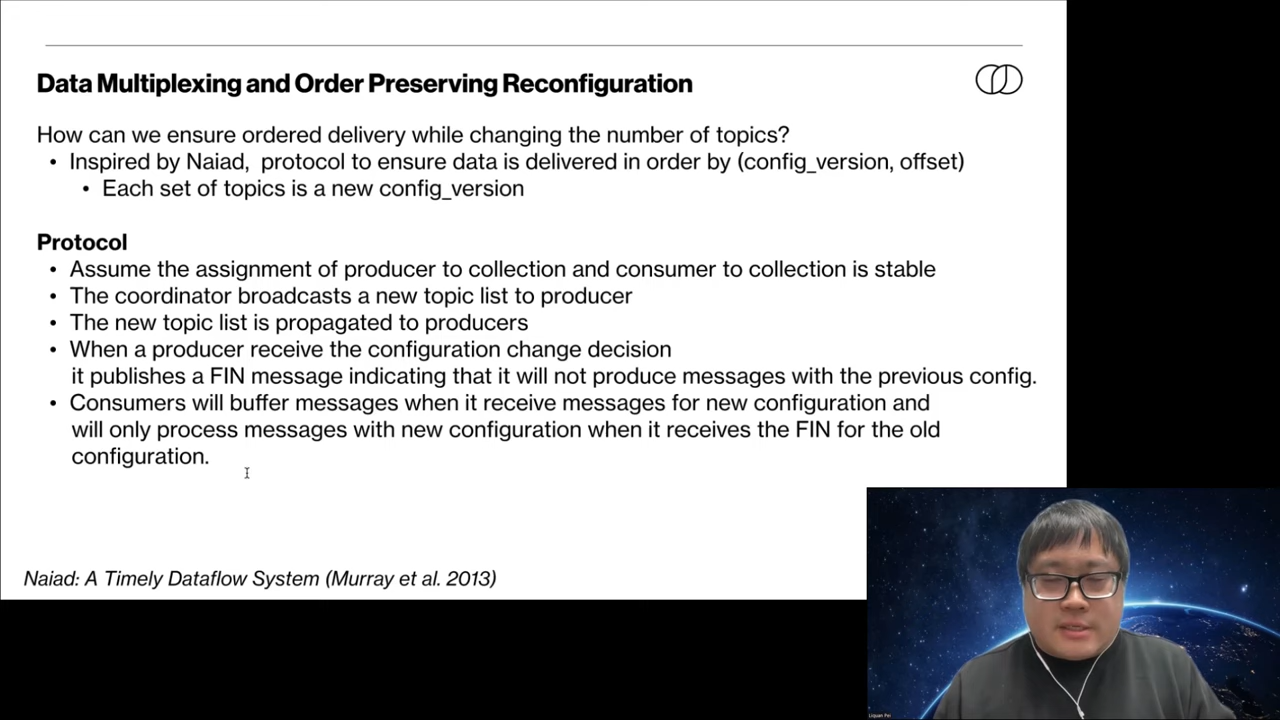 Data Multiplexing and Order Preserving Reconfiguration
How can we ensure ordered delivery while changing the number of topics?
• Inspired by Naiad, protocol to ensure data is delivered in order by (config_version, offset)
• Each set of topics is a new config_version
Protocol
• Assume the assignment of producer to collection and consumer to collection is stable
• The coordinator broadcasts a new topic list to producer
• The new topic list is propagated to producers
• When a producer receive the configuration change decision
it publishes a FIN message indicating that it will not produce messages with the previous config.
• Consumers will buffer messages when it receive messages for new configuration and
will only process messages with new configuration when it receives the FIN for the old
configuration.
Naiad: A Timely Dataflow System (Murray et al. 2013)
Liquan Pei